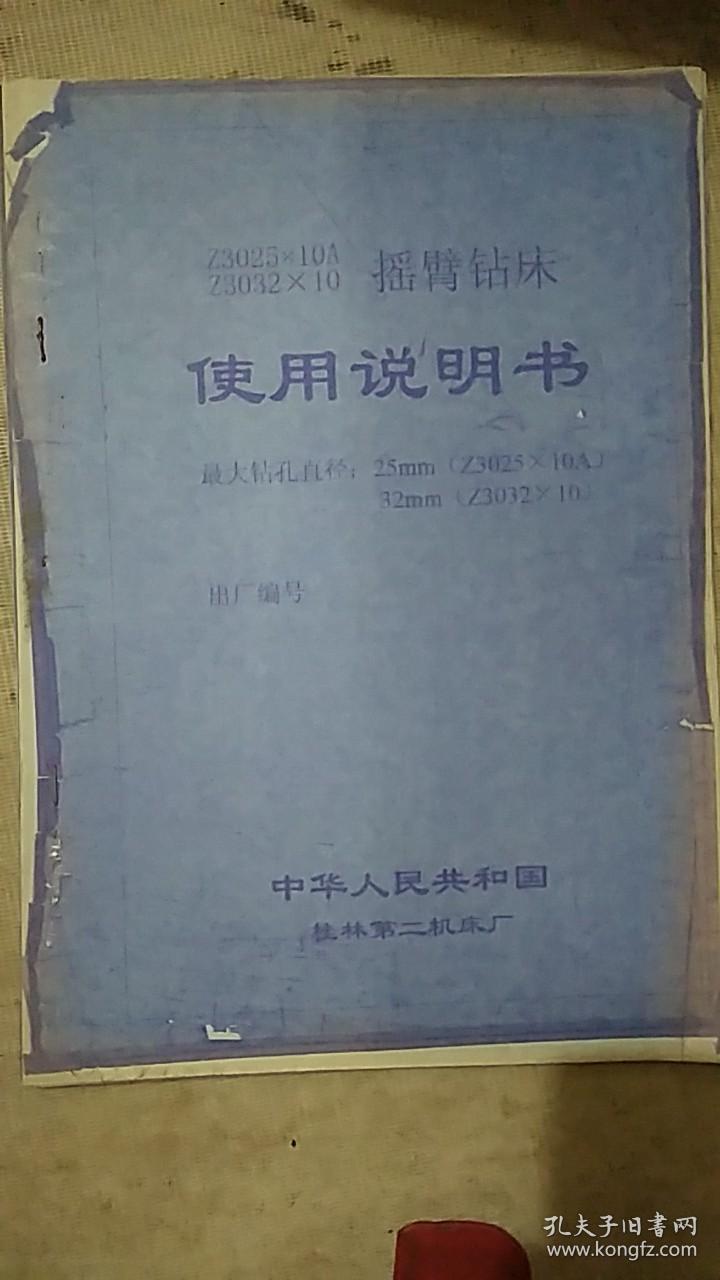 Z3025×10A
Z3032×10 摇臂钻床
使用说明书
最大钻孔直径：25mm（Z3025×10A）
32mm（Z3032×10）
出厂编号
中华人民共和国
桂林第二机床厂
孔夫子旧書网
www.kongfz.com